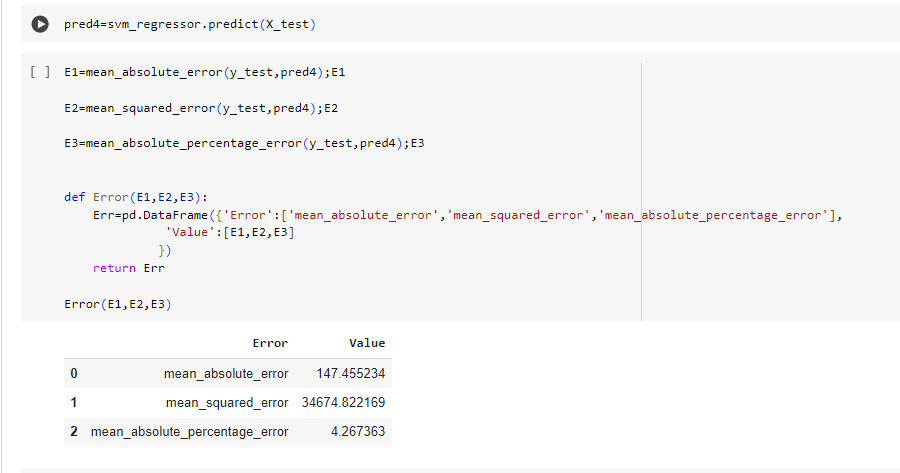 pred4=svm_regressor.predict(X_test)
[ ] E1=mean_absolute_error(y_test,pred4);E1
E2=mean_squared_error(y_test,pred4);E2
E3=mean_absolute_percentage_error(y_test,pred4);E3
def Error(E1,E2,E3):
    Err=pd.DataFrame({'Error':['mean_absolute_error','mean_squared_error','mean_absolute_percentage_error'],
              'Value':[E1,E2,E3]
             })
    return Err
Error(E1,E2,E3)
Error Value
0 mean_absolute_error 147.455234
1 mean_squared_error 34674.822169
2 mean_absolute_percentage_error 4.267363